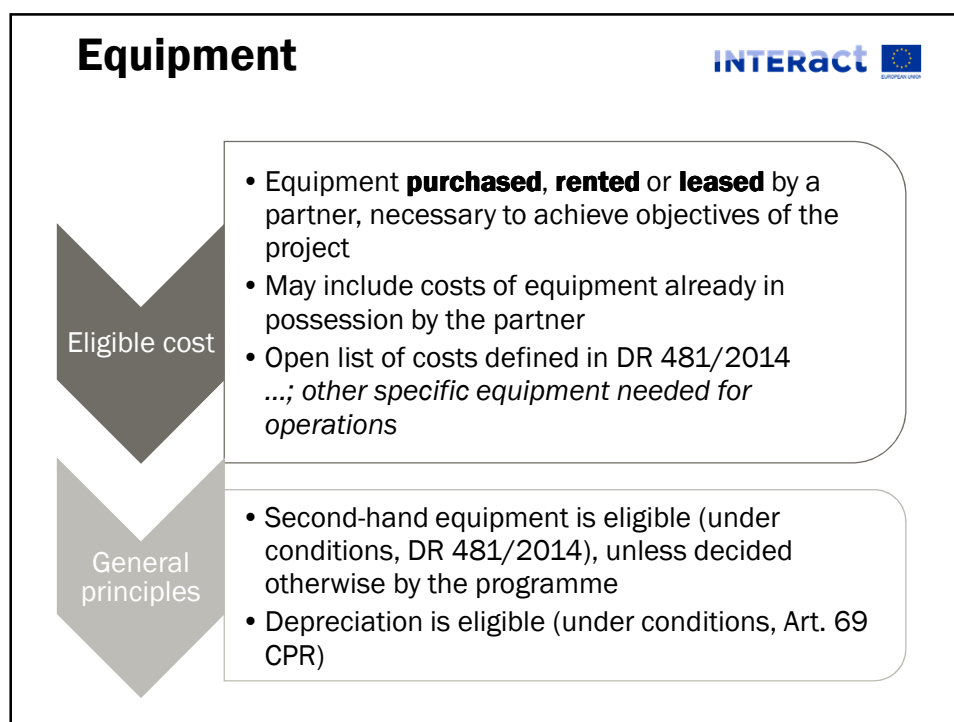 Equipment
INTERact
EUROPEAN UNION
Eligible cost
• Equipment purchased, rented or leased by a
partner, necessary to achieve objectives of the
project
• May include costs of equipment already in
possession by the partner
• Open list of costs defined in DR 481/2014
...; other specific equipment needed for
operations
General
principles
• Second-hand equipment is eligible (under
conditions, DR 481/2014), unless decided
otherwise by the programme
• Depreciation is eligible (under conditions, Art. 69
CPR)